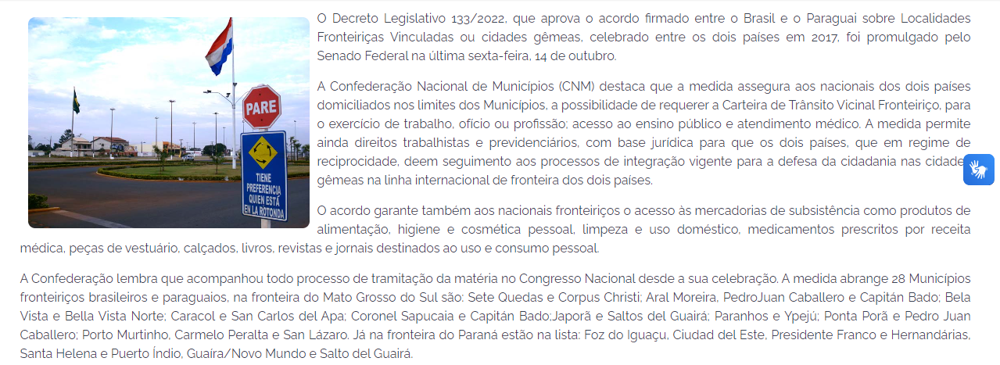 O Decreto Legislativo 133/2022, que aprova o acordo firmado entre o Brasil e o Paraguai sobre Localidades
Fronteiriças Vinculadas ou cidades gêmeas, celebrado entre os dois países em 2017, foi promulgado pelo
Senado Federal na última sexta-feira, 14 de outubro.
A Confederação Nacional de Municípios (CNM) destaca que a medida assegura aos nacionais dos dois países
domiciliados nos limites dos Municípios, a possibilidade de requerer a Carteira de Trânsito Vicinal Fronteiriço, para
o exercício de trabalho, ofício ou profissão; acesso ao ensino público e atendimento médico. A medida permite
ainda direitos trabalhistas e previdenciários, com base jurídica para que os dois países, que em regime de
reciprocidade, deem seguimento aos processos de integração vigente para a defesa da cidadania nas cidade
gêmeas na linha internacional de fronteira dos dois países.
O acordo garante também aos nacionais fronteiriços o acesso às mercadorias de subsistência como produtos de
alimentação, higiene e cosmética pessoal, limpeza e uso doméstico, medicamentos prescritos por receita
médica, peças de vestuário, calçados, livros, revistas e jornais destinados ao uso e consumo pessoal.
A Confederação lembra que acompanhou todo processo de tramitação da matéria no Congresso Nacional desde a sua celebração. A medida abrange 28 Municípios
fronteiriços brasileiros e paraguaios, na fronteira do Mato Grosso do Sul são: Sete Quedas e Corpus Christi; Aral Moreira, PedroJuan Caballero e Capitán Bado; Bela
Vista e Bella Vista Norte; Caracol e San Carlos del Apa; Coronel Sapucaia e Capitán Bado;Japorã e Saltos del Guairá; Paranhos e Ypejú; Ponta Porã e Pedro Juan
Caballero; Porto Murtinho, Carmelo Peralta e San Lázaro. Já na fronteira do Paraná estão na lista: Foz do Iguaçu, Ciudad del Este, Presidente Franco e Hernandárias,
Santa Helena e Puerto Índio, Guaíra/Novo Mundo e Salto del Guairá.
PARE
TIENE
PREFERENCIA
QUIEN ESTÁ
EN LA ROTONDA